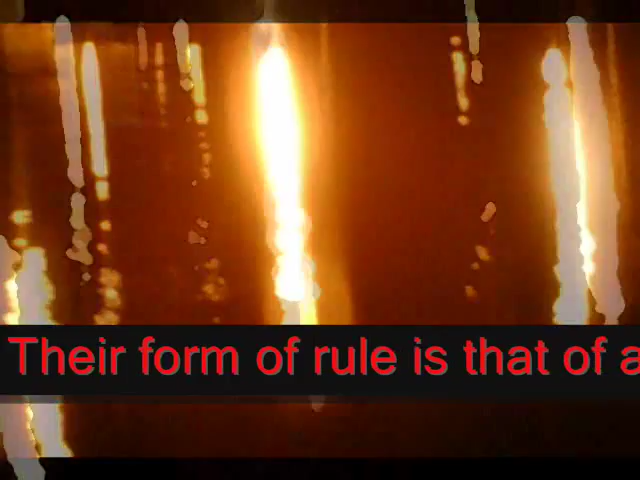 Their form of rule is that of a